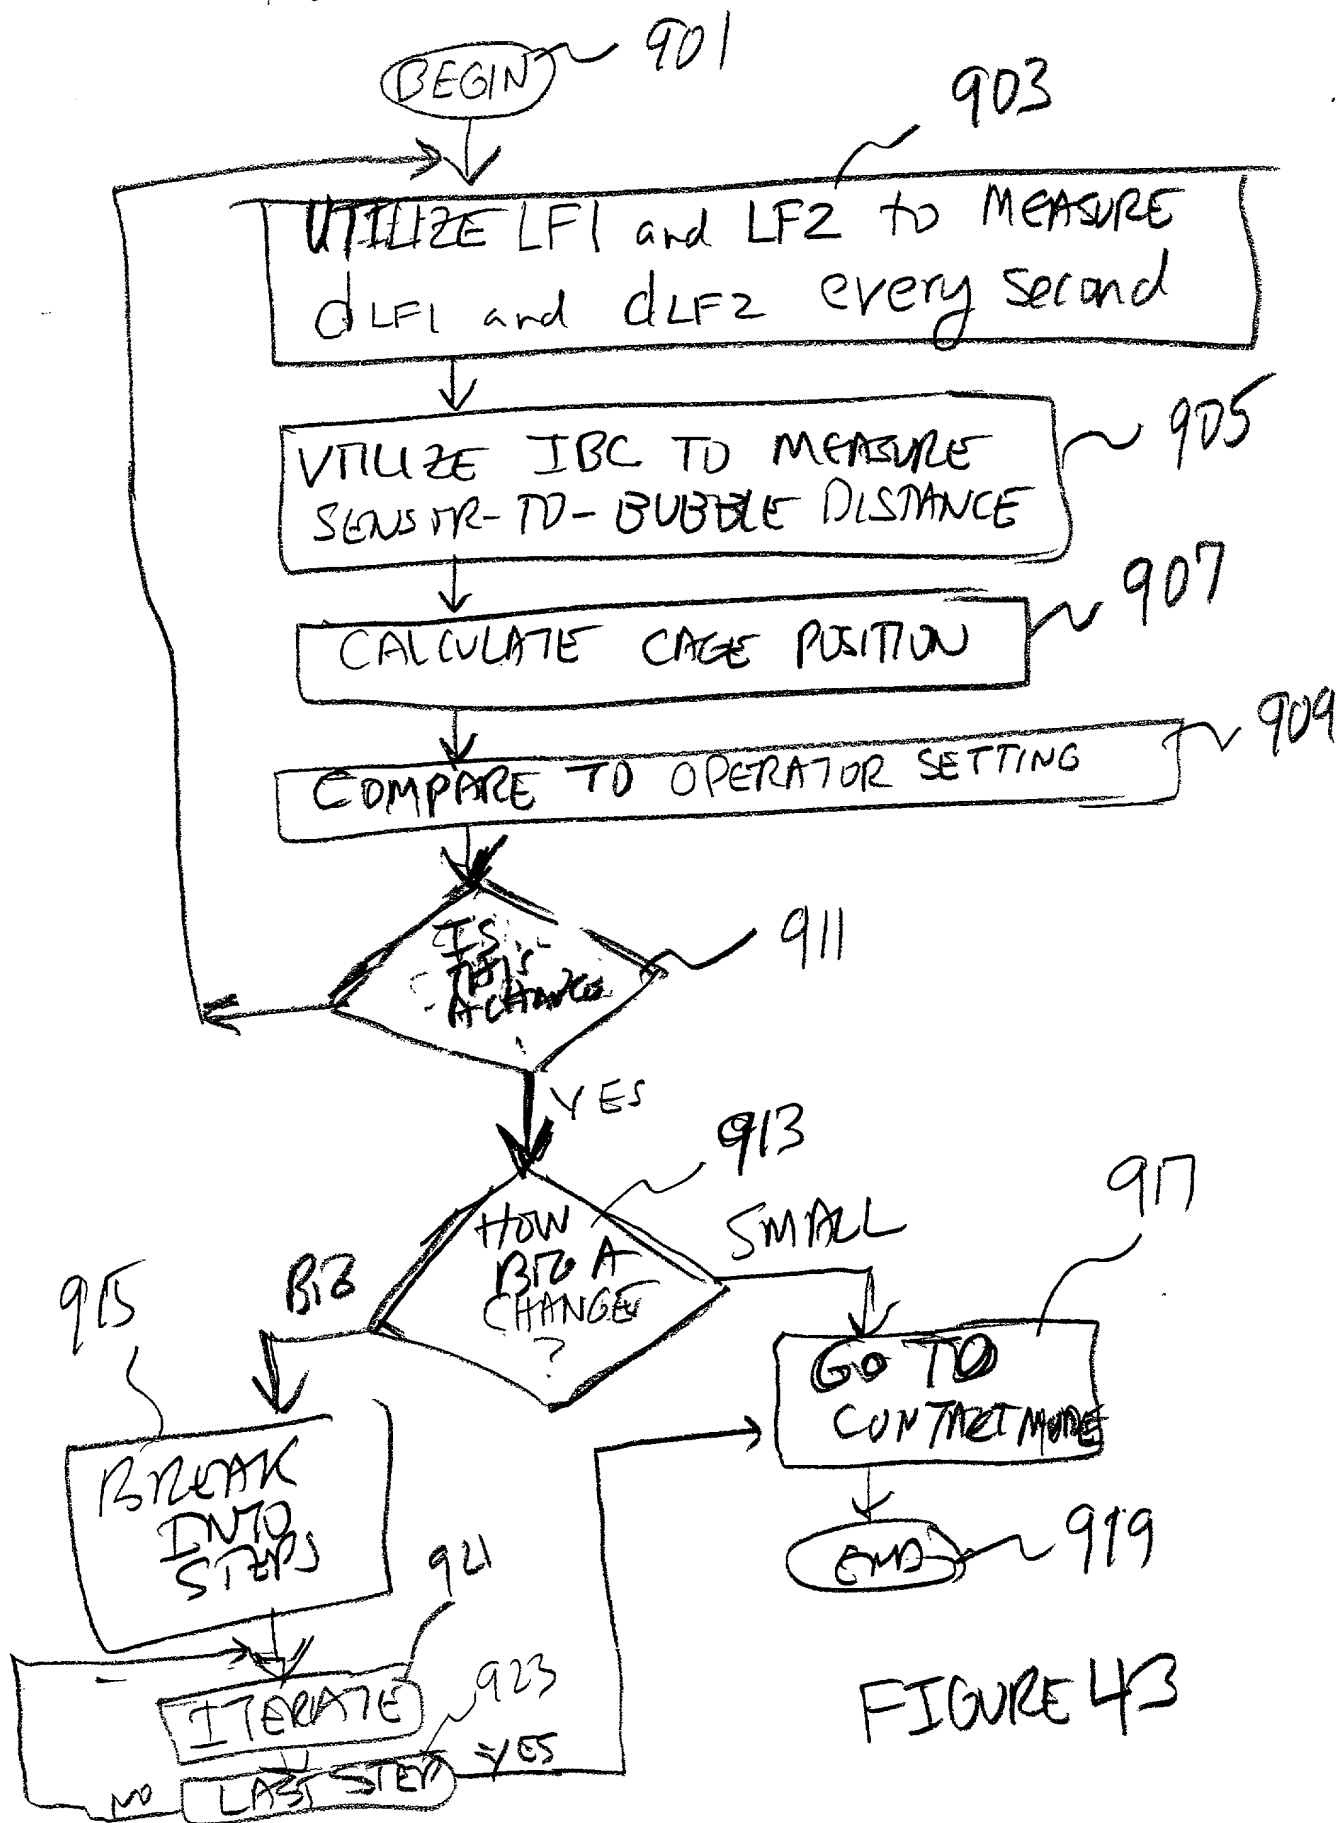 BEGIN
901
903
UTILIZE LF1 and LF2 to MEASURE
dLF1 and dLF2 every second
905
UTILIZE IBC TO MEASURE
SENSOR-TO-BUBBLE DISTANCE
907
CALCULATE CAGE POSITION
909
COMPARE TO OPERATOR SETTING
911
IS
THIS
A CHANGE
YES
913
HOW
BIG A
CHANGE
?
SMALL
917
BIG
915
GO TO
CONTACT MODE
BREAK
INTO
STEPS
END
919
921
ITERATE
923
LAST STEP
YES
NO
FIGURE 43